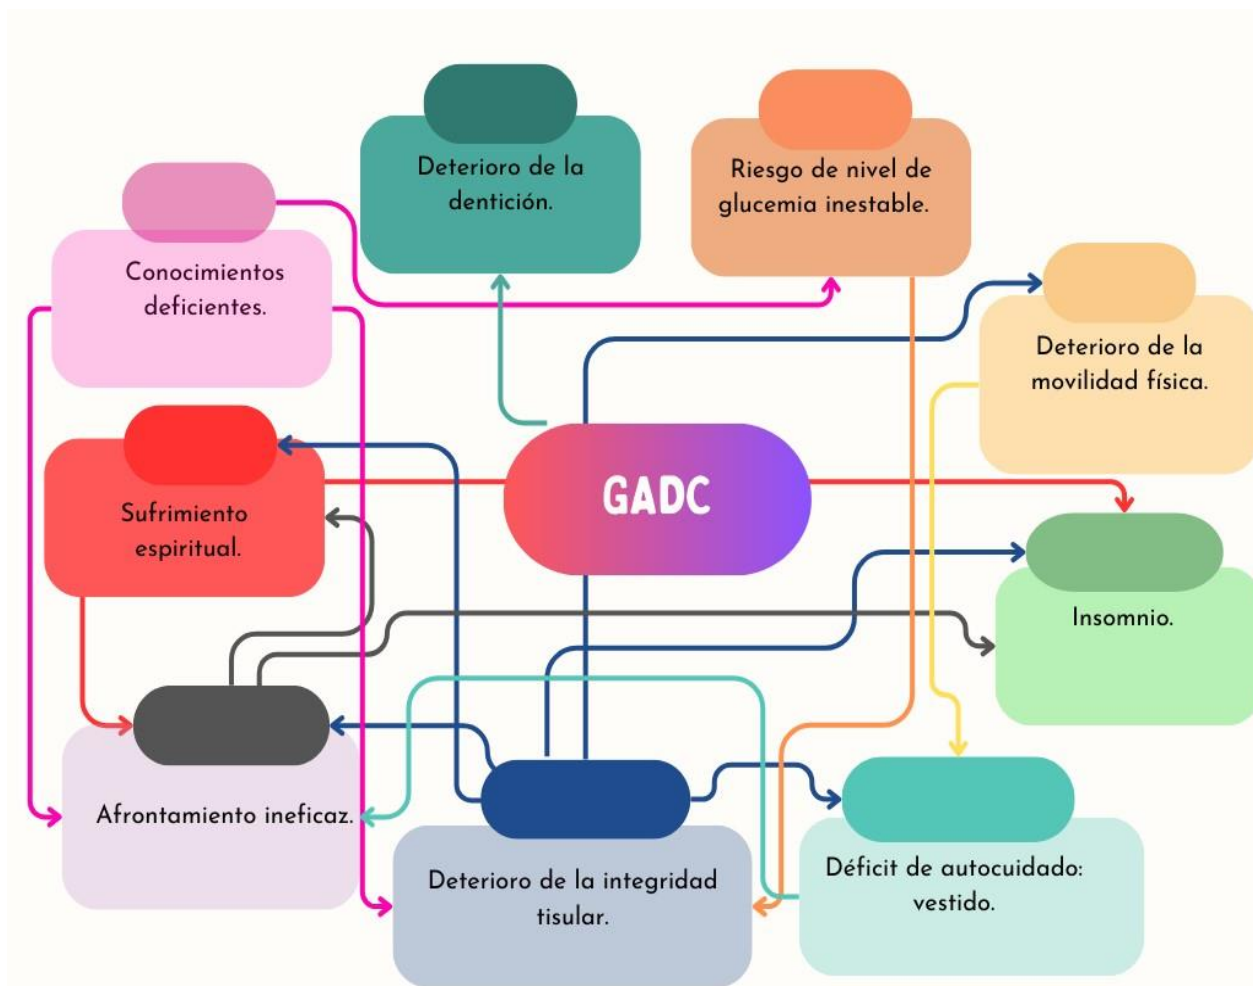 Deterioro de la
dentición.
Riesgo de nivel de
glucemia inestable.
Conocimientos
deficientes.
Deterioro de la
movilidad física.
GADC
Sufrimiento
espiritual.
Insomnio.
Afrontamiento ineficaz.
Deterioro de la integridad
tisular.
Déficit de autocuidado:
vestido.